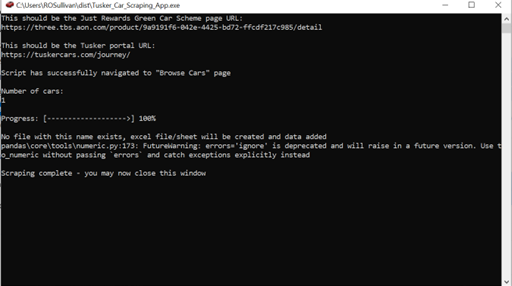 C:\Users\ROSullivan\dist\Tusker_Car_Scraping_App.exe
This should be the Just Rewards Green Car Scheme page URL:
https://three.tbs.aon.com/product/9a9191f6-042e-4425-bd72-ffcdf217c985/detail
This should be the Tusker portal URL:
https://tuskercars.com/journey/
Script has successfully navigated to "Browse Cars" page
Number of cars:
1
Progress: [------------------->] 100%
No file with this name exists, excel file/sheet will be created and data added
pandas\core\tools\numeric.py:173: FutureWarning: errors='ignore' is deprecated and will raise in a future version. Use t
o_numeric without passing `errors` and catch exceptions explicitly instead
Scraping complete - you may now close this window